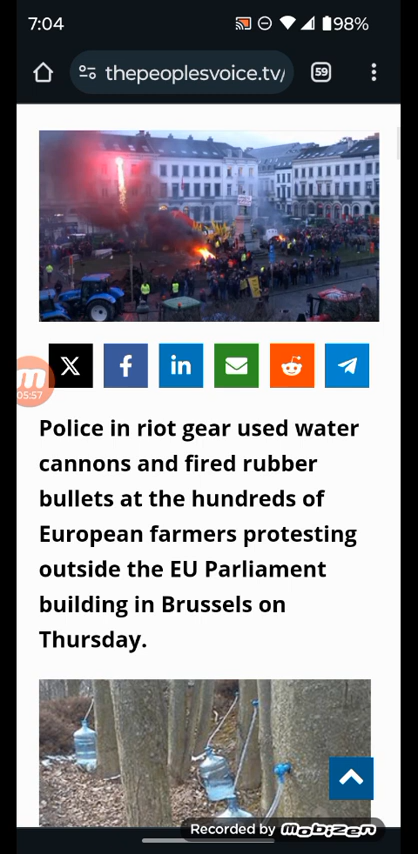 7:04
98%
thepeoplesvoice.tv/
59
05:57
Police in riot gear used water
cannons and fired rubber
bullets at the hundreds of
European farmers protesting
outside the EU Parliament
building in Brussels on
Thursday.
Recorded by mobizen